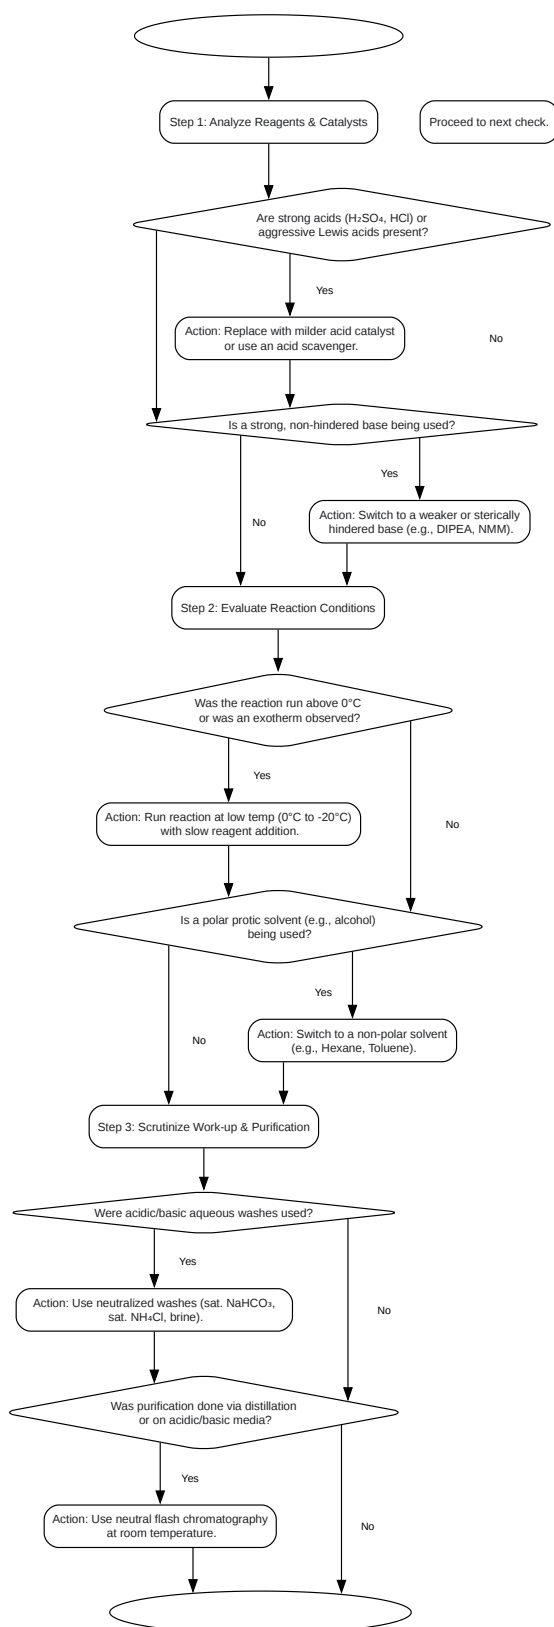 Step 1: Analyze Reagents & Catalysts
Proceed to next check.
Are strong acids (H₂SO₄, HCl) or
aggressive Lewis acids present?
Yes
Action: Replace with milder acid catalyst
or use an acid scavenger.
No
Is a strong, non-hindered base being used?
Yes
Action: Switch to a weaker or sterically
hindered base (e.g., DIPEA, NMM).
No
Step 2: Evaluate Reaction Conditions
Was the reaction run above 0°C
or was an exotherm observed?
Yes
Action: Run reaction at low temp (0°C to -20°C)
with slow reagent addition.
No
Is a polar protic solvent (e.g., alcohol)
being used?
Yes
Action: Switch to a non-polar solvent
(e.g., Hexane, Toluene).
No
Step 3: Scrutinize Work-up & Purification
Were acidic/basic aqueous washes used?
Yes
Action: Use neutralized washes (sat. NaHCO₃,
sat. NH₄Cl, brine).
No
Was purification done via distillation
or on acidic/basic media?
Yes
Action: Use neutral flash chromatography
at room temperature.
No